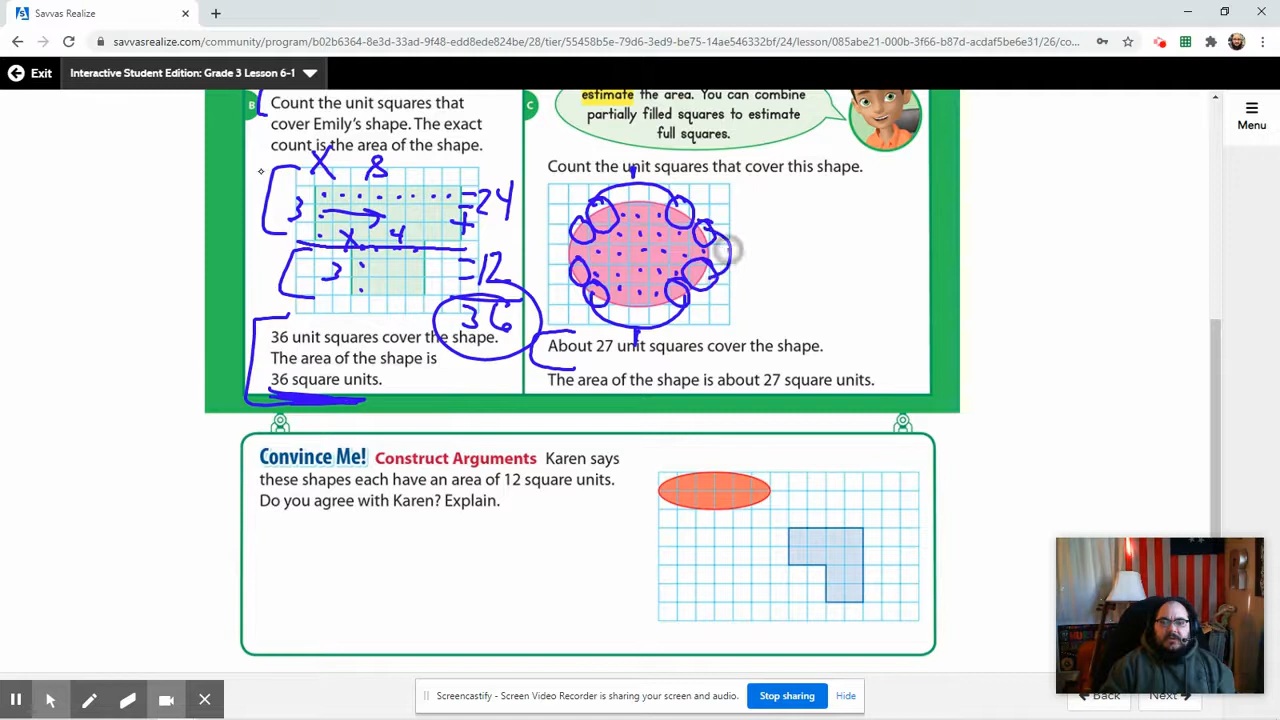 Savvas Realize
savvasrealize.com/community/program/b02b6364-8e3d-33ad-9f48-edd8ede84dbe/28/tier/55458b5e-79d6-3ed9-be75-14ae546332bf/24/lesson/085abe21-000b-3f66-b87d-acdaf5be6e31/26/co...
Exit
Interactive Student Edition: Grade 3 Lesson 6-1
Menu
B
Count the unit squares that
cover Emily's shape. The exact
count is the area of the shape.
X 8
3
= 24
+
X 4
3
= 12
36
36 unit squares cover the shape.
The area of the shape is
36 square units.
C
estimate the area. You can combine
partially filled squares to estimate
full squares.
Count the unit squares that cover this shape.
1
1
About 27 unit squares cover the shape.
The area of the shape is about 27 square units.
Convince Me! Construct Arguments Karen says
these shapes each have an area of 12 square units.
Do you agree with Karen? Explain.
Back
Next
Screencastify - Screen Video Recorder is sharing your screen and audio.
Stop sharing
Hide